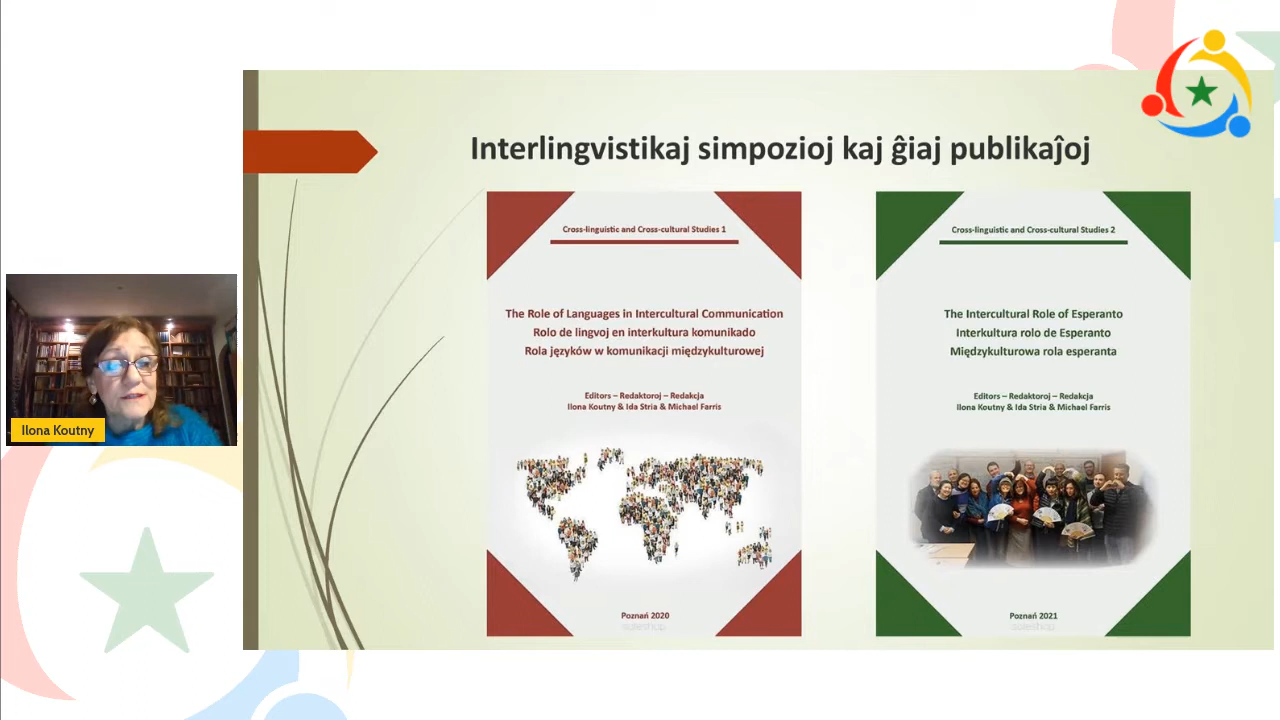 Interlingvistikaj simpozioj kaj ĝiaj publikaĵoj
Cross-linguistic and Cross-cultural Studies 1
The Role of Languages in Intercultural Communication
Rolo de lingvoj en interkultura komunikado
Rola języków w komunikacji międzykulturowej
Editors – Redaktoroj – Redakcja
Ilona Koutny & Ida Stria & Michael Farris
Poznań 2020
Cross-linguistic and Cross-cultural Studies 2
The Intercultural Role of Esperanto
Interkultura rolo de Esperanto
Międzykulturowa rola esperanta
Editors – Redaktoroj – Redakcja
Ilona Koutny & Ida Stria & Michael Farris
Poznań 2021
Ilona Koutny